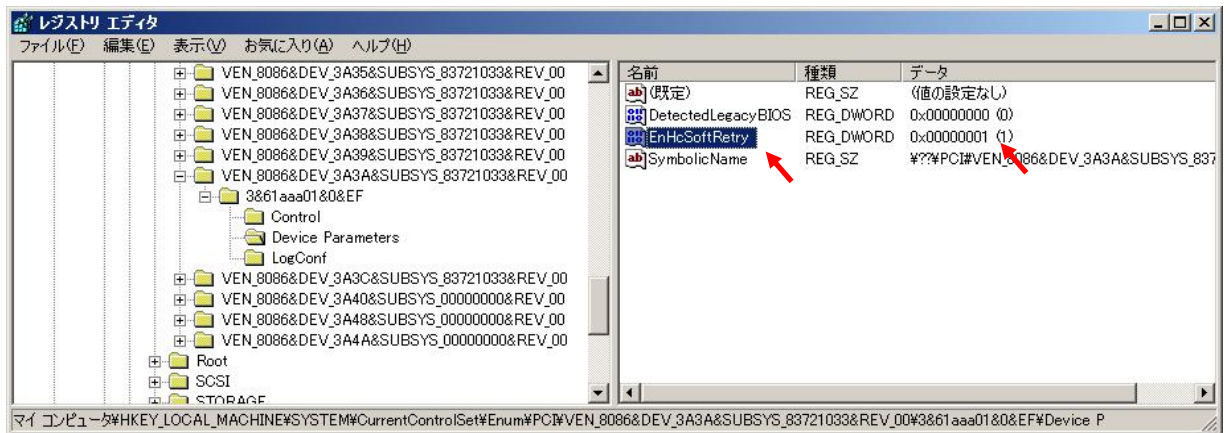 レジストリ エディタ
ファイル(F) 編集(E) 表示(V) お気に入り(A) ヘルプ(H)
VEN_8086&DEV_3A35&SUBSYS_83721033&REV_00
VEN_8086&DEV_3A36&SUBSYS_83721033&REV_00
VEN_8086&DEV_3A37&SUBSYS_83721033&REV_00
VEN_8086&DEV_3A38&SUBSYS_83721033&REV_00
VEN_8086&DEV_3A39&SUBSYS_83721033&REV_00
VEN_8086&DEV_3A3A&SUBSYS_83721033&REV_00
3&61aaa01&0&EF
Control
Device Parameters
LogConf
VEN_8086&DEV_3A3C&SUBSYS_83721033&REV_00
VEN_8086&DEV_3A40&SUBSYS_00000000&REV_00
VEN_8086&DEV_3A48&SUBSYS_00000000&REV_00
VEN_8086&DEV_3A4A&SUBSYS_00000000&REV_00
Root
SCSI
STORAGE
名前 種類 データ
(既定) REG_SZ (値の設定なし)
DetectedLegacyBIOS REG_DWORD 0x00000000 (0)
EnHcSoftRetry REG_DWORD 0x00000001 (1)
SymbolicName REG_SZ ¥??¥PCI#VEN_8086&DEV_3A3A&SUBSYS_837
マイ コンピュータ¥HKEY_LOCAL_MACHINE¥SYSTEM¥CurrentControlSet¥Enum¥PCI¥VEN_8086&DEV_3A3A&SUBSYS_83721033&REV_00¥3&61aaa01&0&EF¥Device P